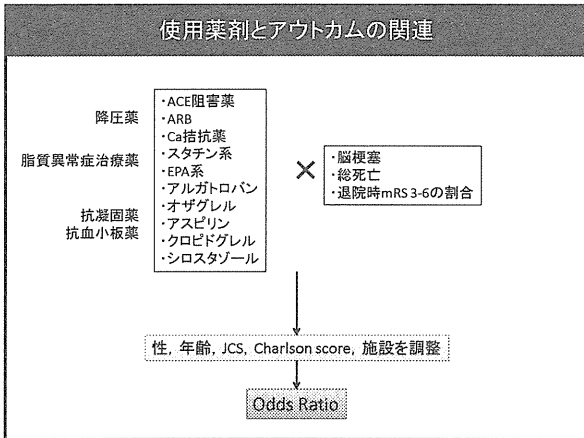 使用薬剤とアウトカムの関連
降圧薬
脂質異常症治療薬
抗凝固薬
抗血小板薬
・ACE阻害薬
・ARB
・Ca拮抗薬
・スタチン系
・EPA系
・アルガトロバン
・オザグレル
・アスピリン
・クロピドグレル
・シロスタゾール
×
・脳梗塞
・総死亡
・退院時mRS 3-6の割合
性, 年齢, JCS, Charlson score, 施設を調整
Odds Ratio